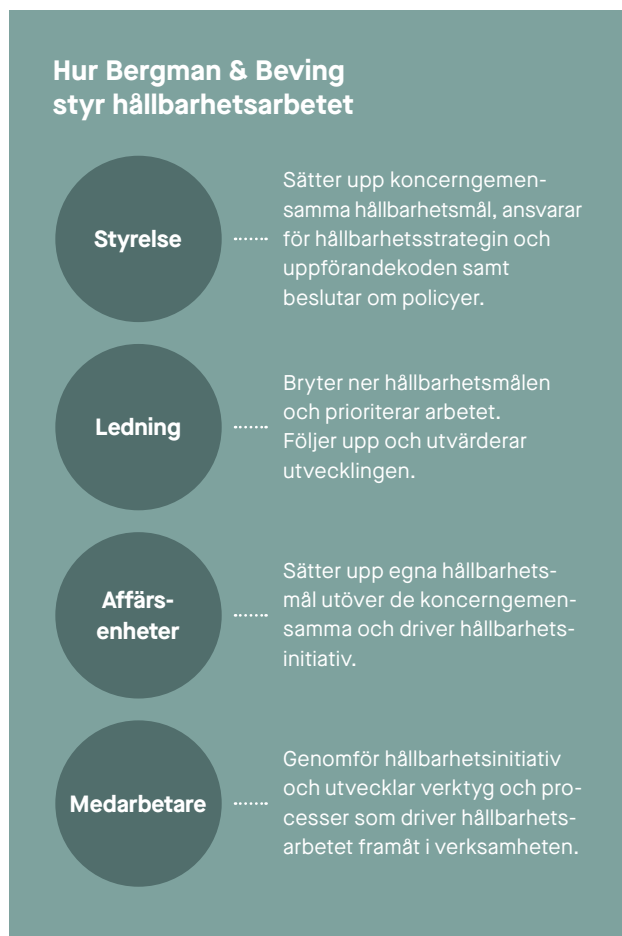 Hur Bergman & Beving
styr hållbarhetsarbetet
Styrelse
Sätter upp koncerngemen-
samma hållbarhetsmål, ansvarar
för hållbarhetsstrategin och
uppförandekoden samt
beslutar om policyer.
Ledning
Bryter ner hållbarhetsmålen
och prioriterar arbetet.
Följer upp och utvärderar
utvecklingen.
Affärs-
enheter
Sätter upp egna hållbarhets-
mål utöver de koncerngemen-
samma och driver hållbarhets-
initiativ.
Medarbetare
Genomför hållbarhetsinitiativ
och utvecklar verktyg och pro-
cesser som driver hållbarhets-
arbetet framåt i verksamheten.